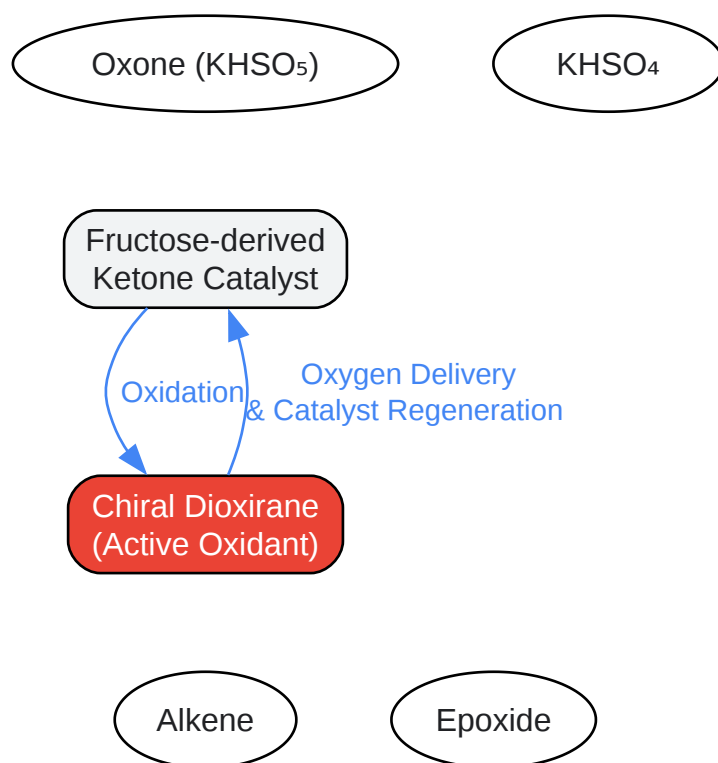 Oxone (KHSO₅)
KHSO₄
Fructose-derived
Ketone Catalyst
Oxidation
Oxygen Delivery
& Catalyst Regeneration
Chiral Dioxirane
(Active Oxidant)
Alkene
Epoxide